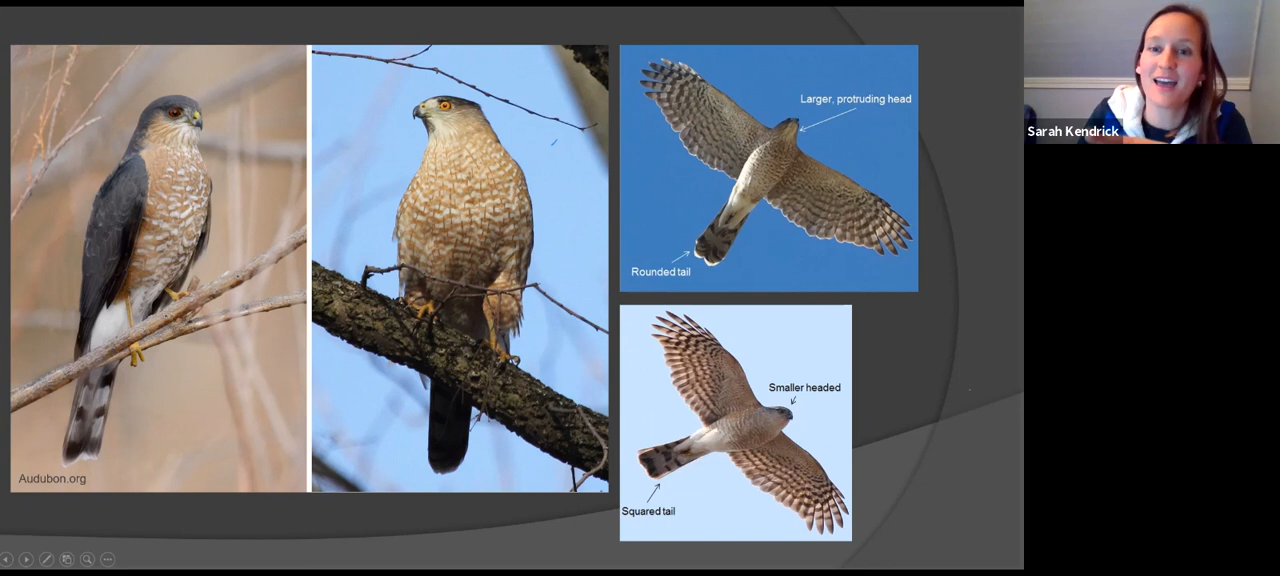 Larger, protruding head
Rounded tail
Smaller headed
Squared tail
Audubon.org
Sarah Kendrick